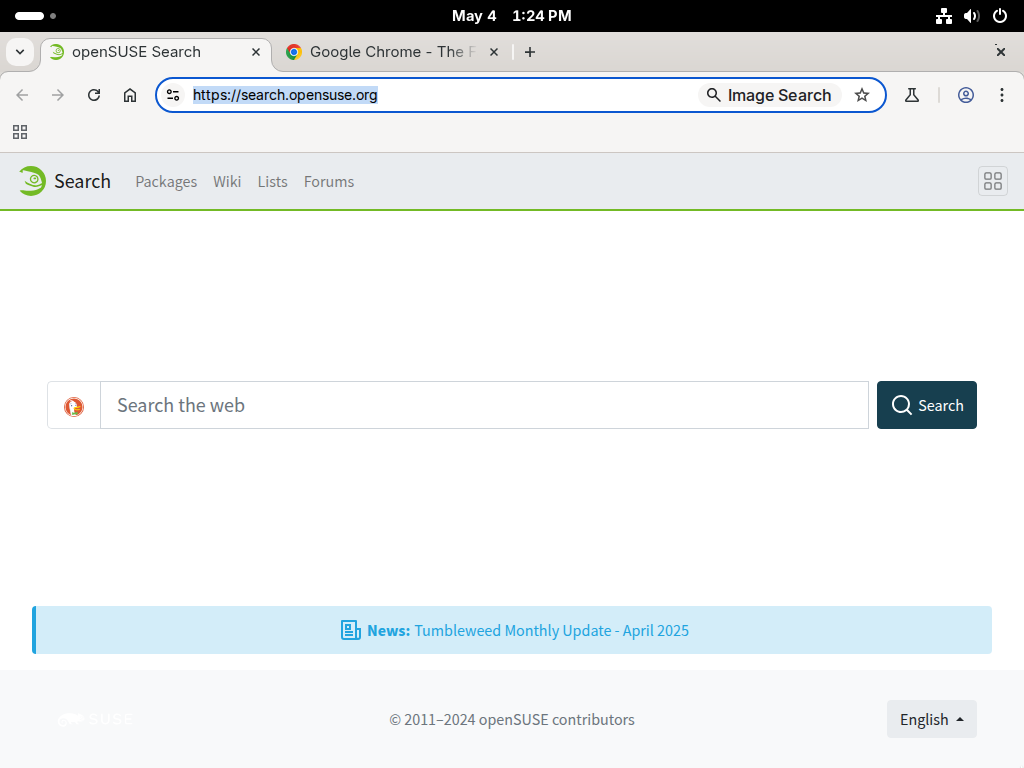 May 4 1:24 PM
openSUSE Search
Google Chrome - The F
https://search.opensuse.org
Image Search
Search Packages Wiki Lists Forums
Search the web
Search
News: Tumbleweed Monthly Update - April 2025
SUSE
© 2011–2024 openSUSE contributors
English